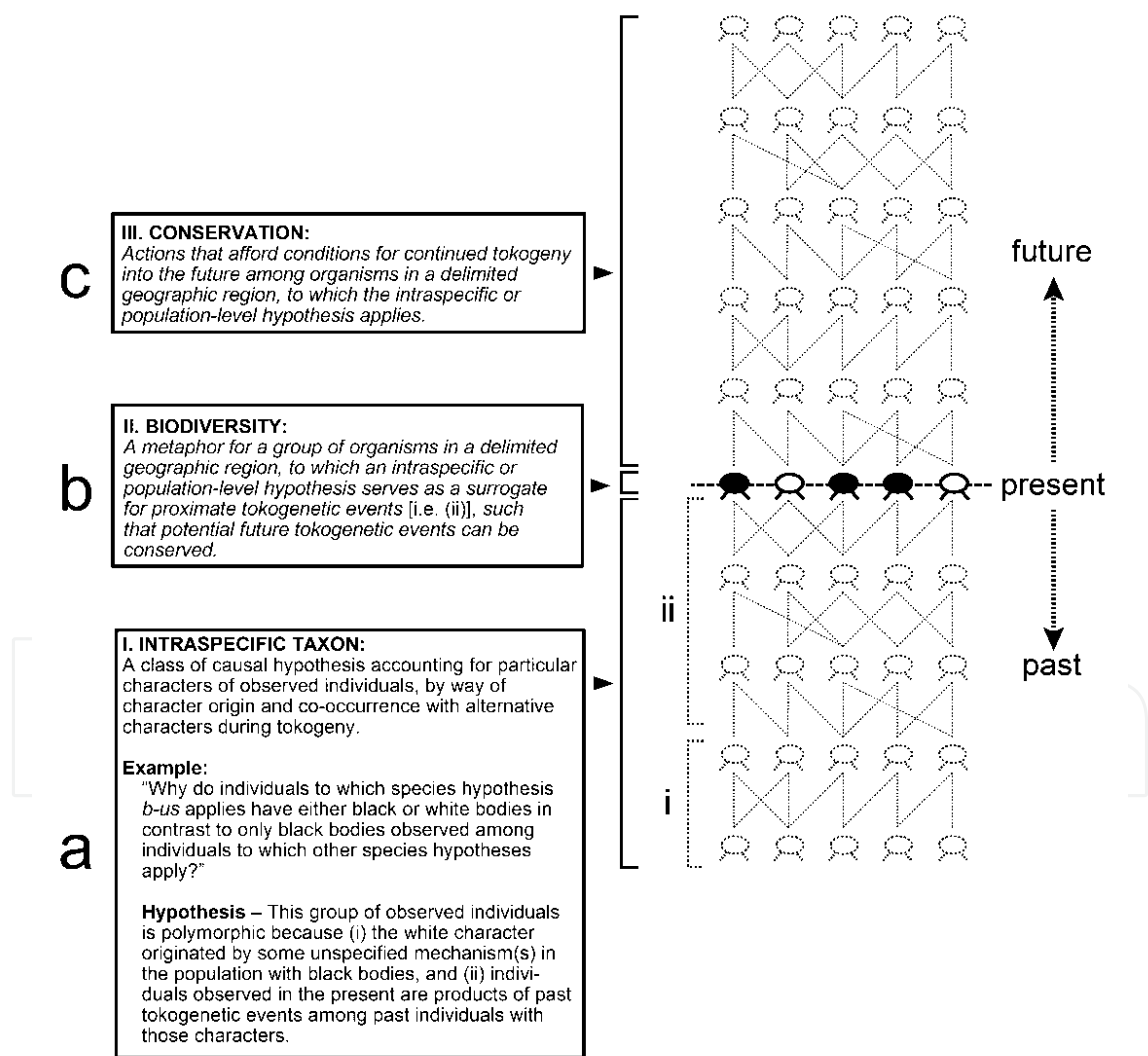 c
III. CONSERVATION:
Actions that afford conditions for continued tokogeny
into the future among organisms in a delimited
geographic region, to which the intraspecific or
population-level hypothesis applies.
b
II. BIODIVERSITY:
A metaphor for a group of organisms in a delimited
geographic region, to which an intraspecific or
population-level hypothesis serves as a surrogate
for proximate tokogenetic events [i.e. (ii)], such
that potential future tokogenetic events can be
conserved.
a
I. INTRASPECIFIC TAXON:
A class of causal hypothesis accounting for particular
characters of observed individuals, by way of
character origin and co-occurrence with alternative
characters during tokogeny.
Example:
"Why do individuals to which species hypothesis
b-us applies have either black or white bodies in
contrast to only black bodies observed among
individuals to which other species hypotheses
apply?"
Hypothesis – This group of observed individuals
is polymorphic because (i) the white character
originated by some unspecified mechanism(s) in
the population with black bodies, and (ii) indivi-
duals observed in the present are products of past
tokogenetic events among past individuals with
those characters.
ii
i
future
present
past